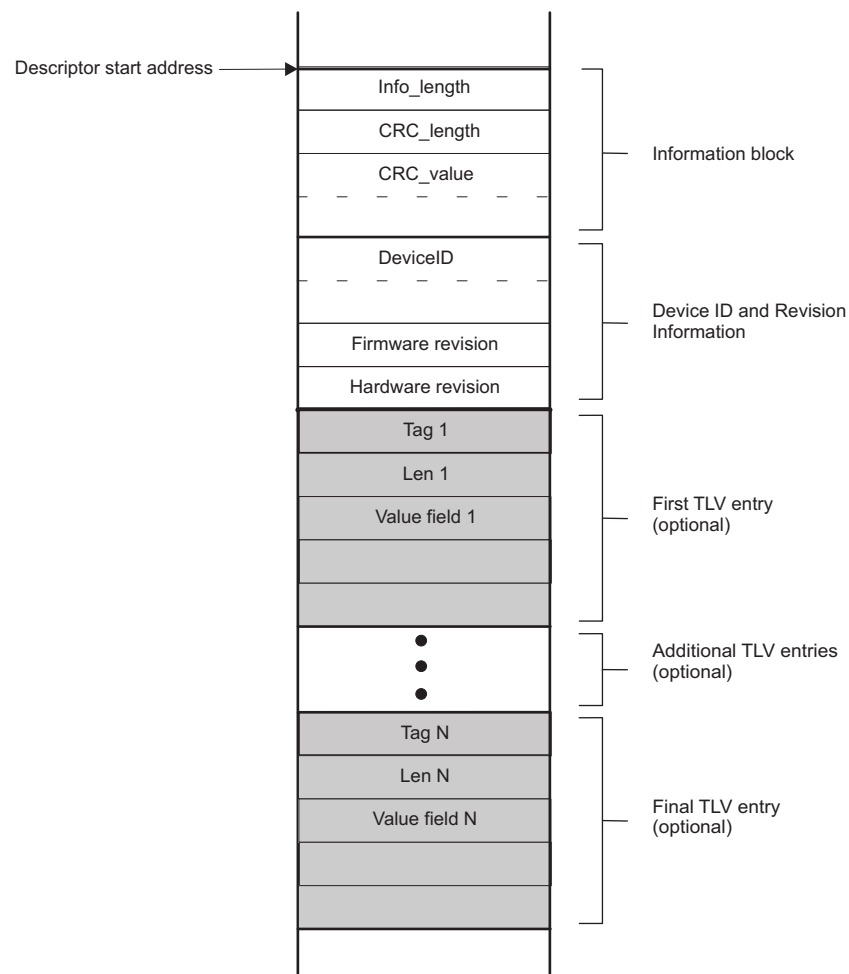 Descriptor start address
Info_length
CRC_length
CRC_value
Information block
DeviceID
Device ID and Revision
Information
Firmware revision
Hardware revision
Tag 1
Len 1
Value field 1
First TLV entry
(optional)
Additional TLV entries
(optional)
Tag N
Len N
Value field N
Final TLV entry
(optional)